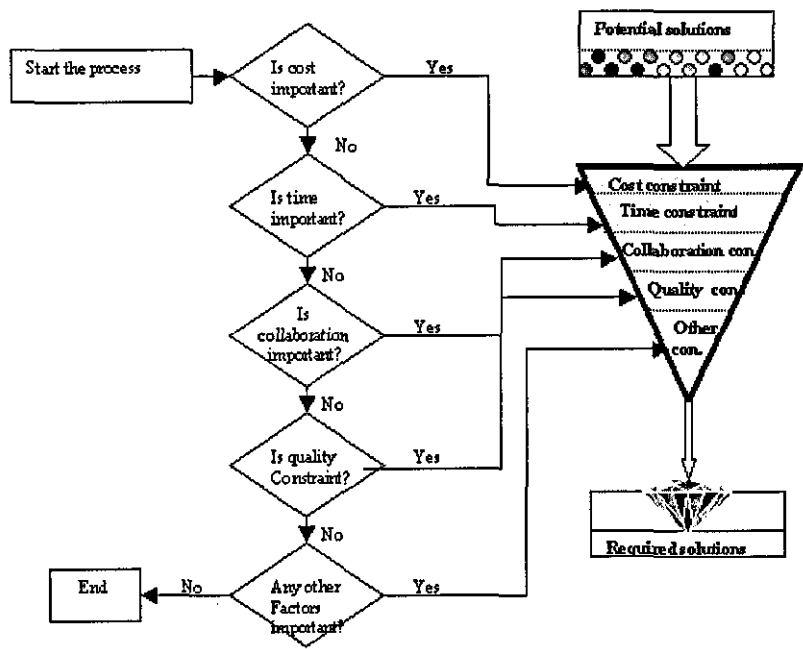 Start the process
Is cost
important?
Yes
No
Is time
important?
Yes
No
Is
collaboration
important?
Yes
No
Is quality
Constraint?
Yes
No
Any other
Factors
important?
Yes
No
End
Potential solutions
Cost constraint
Time constraint
Collaboration con.
Quality con.
Other
con.
Required solutions